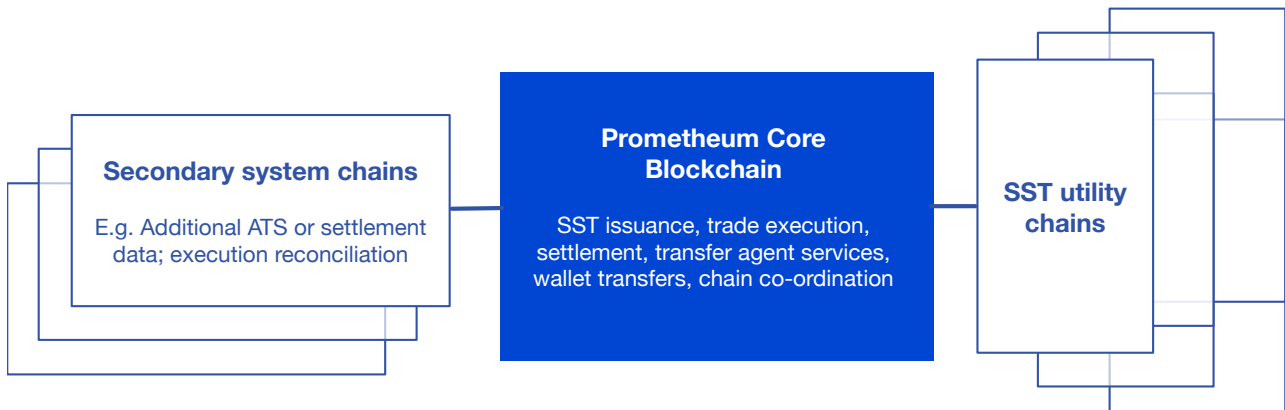 Secondary system chains
E.g. Additional ATS or settlement
data; execution reconciliation
Prometheum Core
Blockchain
SST issuance, trade execution,
settlement, transfer agent services,
wallet transfers, chain co-ordination
SST utility
chains